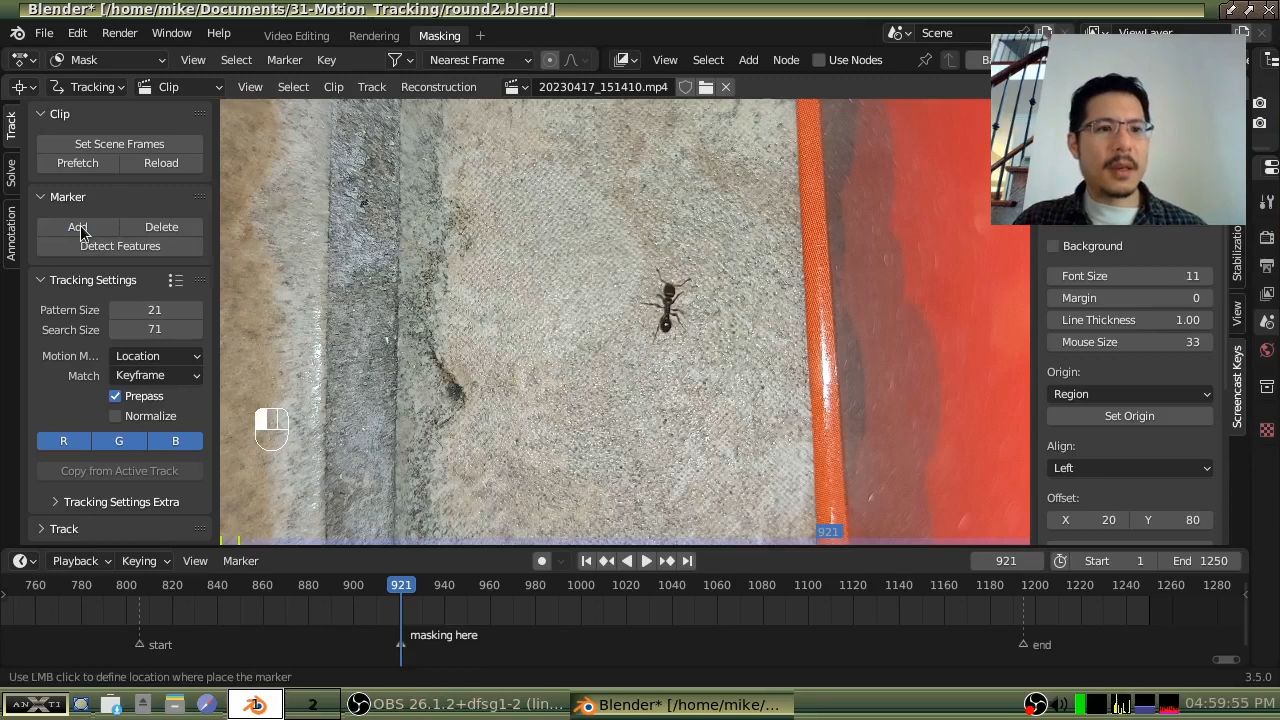 Blender* [/home/mike/Documents/31-Motion_Tracking/round2.blend]
File Edit Render Window Help Video Editing Rendering Masking + Scene ViewLayer
Mask View Select Marker Key Nearest Frame View Select Add Node Use Nodes Ba
Tracking Clip View Select Clip Track Reconstruction 20230417_151410.mp4
Track
Solve
Annotation
Clip
Set Scene Frames
Prefetch Reload
Marker
Add Delete
Detect Features
Tracking Settings
Pattern Size 21
Search Size 71
Motion M... Location
Match Keyframe
Prepass
Normalize
R G B
Copy from Active Track
Tracking Settings Extra
Track
921
Background
Font Size 11
Margin 0
Line Thickness 1.00
Mouse Size 33
Origin:
Region
Set Origin
Align:
Left
Offset:
X 20 Y 80
Stabilization
View
Screencast Keys
Playback Keying View Marker 921 Start 1 End 1250
760 780 800 820 840 860 880 900 921 940 960 980 1000 1020 1040 1060 1080 1100 1120 1140 1160 1180 1200 1220 1240 1260 1280
masking here
start end
Use LMB click to define location where place the marker 3.5.0
1 2 OBS 26.1.2+dfsg1-2 (lin... Blender* [/home/mike/... 04:59:55 PM